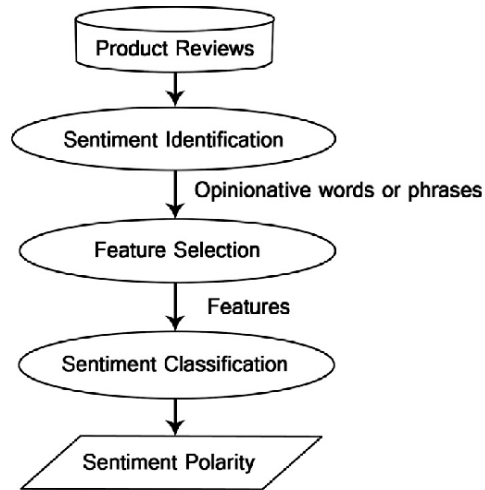 Product Reviews
Sentiment Identification
Opinionative words or phrases
Feature Selection
Features
Sentiment Classification
Sentiment Polarity